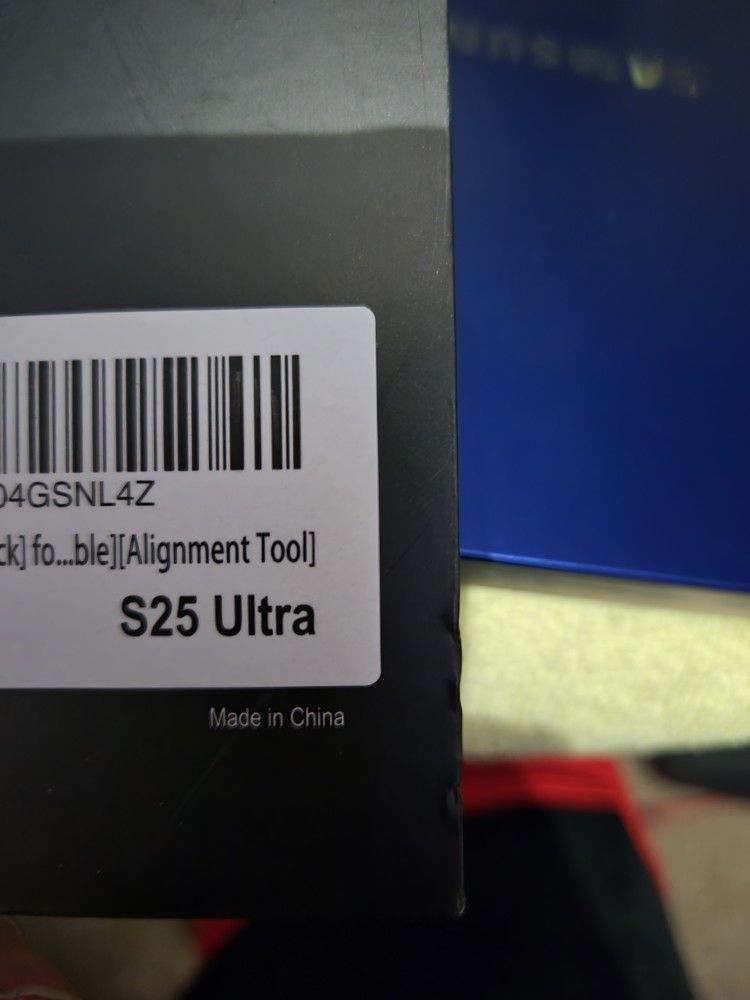 04GSNL4Z
ck] fo...ble][Alignment Tool]
S25 Ultra
Made in China